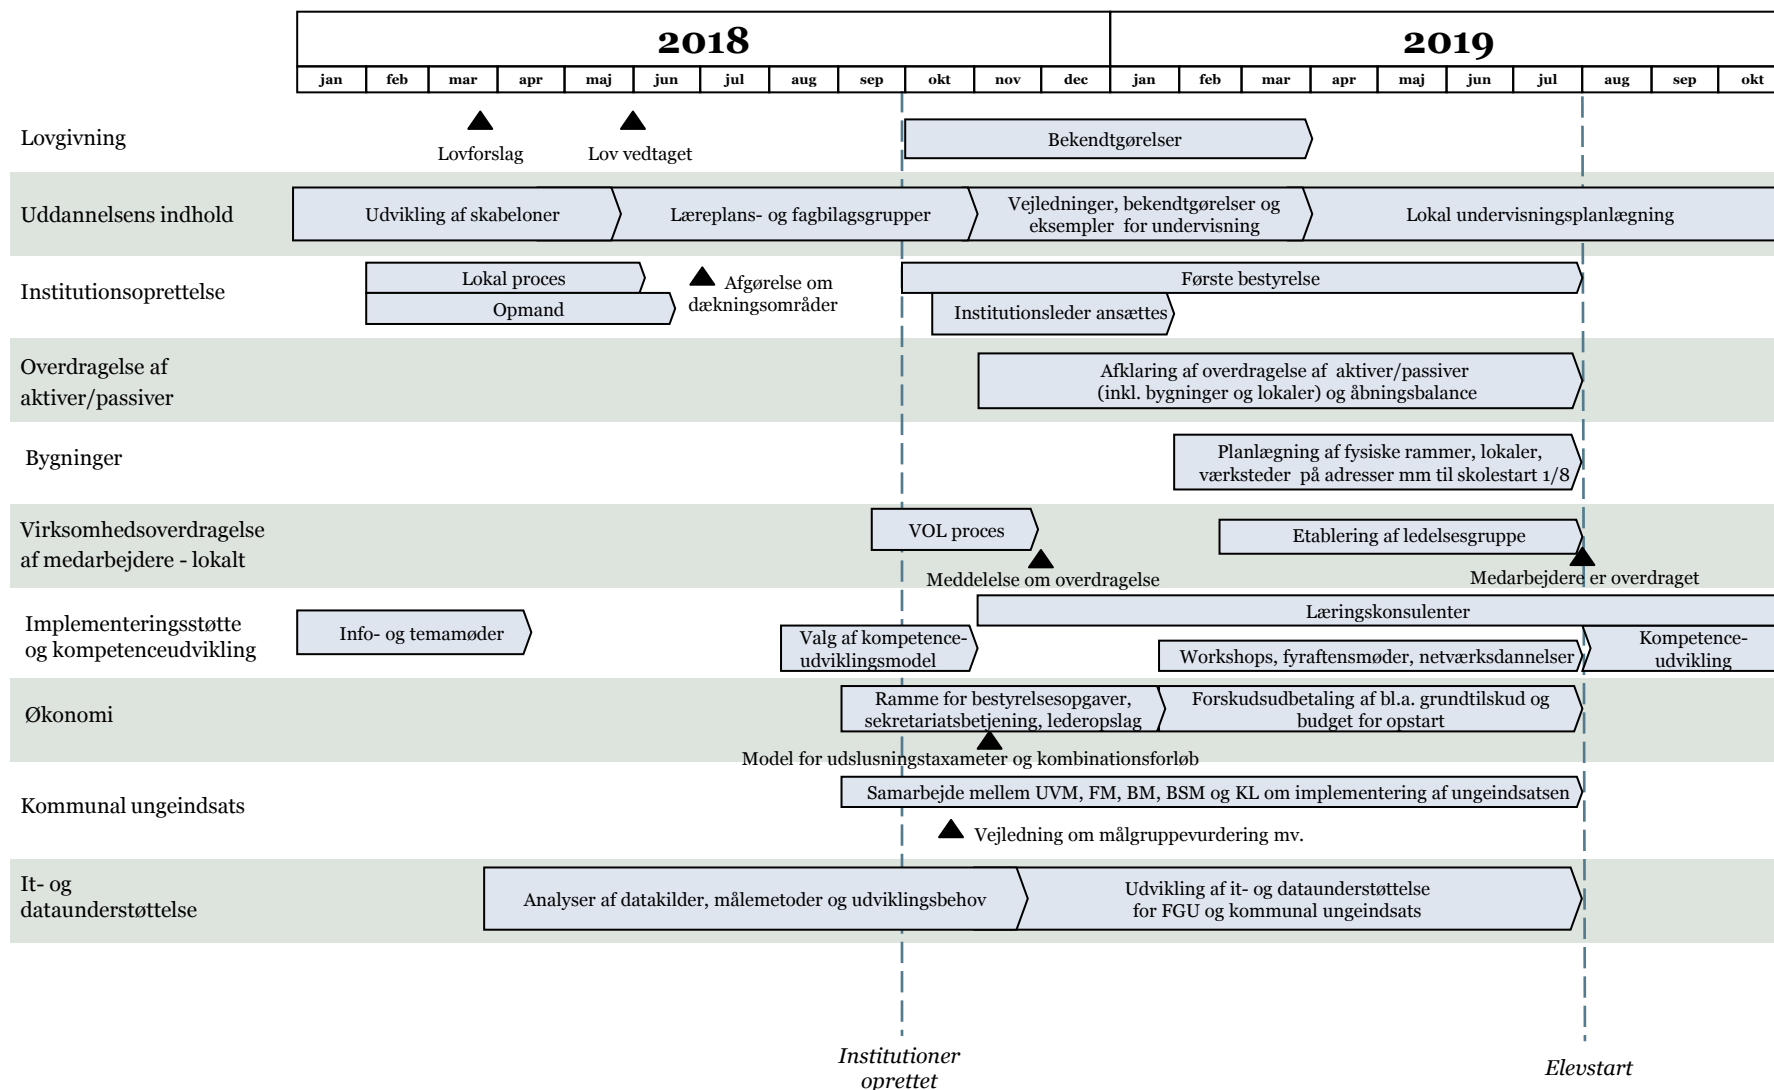 2018
2019
jan feb mar apr maj jun jul aug sep okt nov dec jan feb mar apr maj jun jul aug sep okt
Lovgivning
Lovforslag
Lov vedtaget
Bekendtgørelser
Uddannelsens indhold
Udvikling af skabeloner
Læreplans- og fagbilagsgrupper
Vejledninger, bekendtgørelser og
eksempler for undervisning
Lokal undervisningsplanlægning
Institutionsoprettelse
Lokal proces
Opmand
Afgørelse om
dækningsområder
Første bestyrelse
Institutionsleder ansættes
Overdragelse af
aktiver/passiver
Afklaring af overdragelse af aktiver/passiver
(inkl. bygninger og lokaler) og åbningsbalance
Bygninger
Planlægning af fysiske rammer, lokaler,
værksteder på adresser mm til skolestart 1/8
Virksomhedsoverdragelse
af medarbejdere - lokalt
VOL proces
Meddelelse om overdragelse
Etablering af ledelsesgruppe
Medarbejdere er overdraget
Implementeringsstøtte
og kompetenceudvikling
Info- og temamøder
Valg af kompetence-
udviklingsmodel
Læringskonsulenter
Workshops, fyraftensmøder, netværksdannelser
Kompetence-
udvikling
Økonomi
Ramme for bestyrelsesopgaver,
sekretariatsbetjening, lederopslag
Forskudsudbetaling af bl.a. grundtilskud og
budget for opstart
Model for udslusningstaxameter og kombinationsforløb
Kommunal ungeindsats
Samarbejde mellem UVM, FM, BM, BSM og KL om implementering af ungeindsatsen
Vejledning om målgruppevurdering mv.
It- og
dataunderstøttelse
Analyser af datakilder, målemetoder og udviklingsbehov
Udvikling af it- og dataunderstøttelse
for FGU og kommunal ungeindsats
Institutioner
oprettet
Elevstart